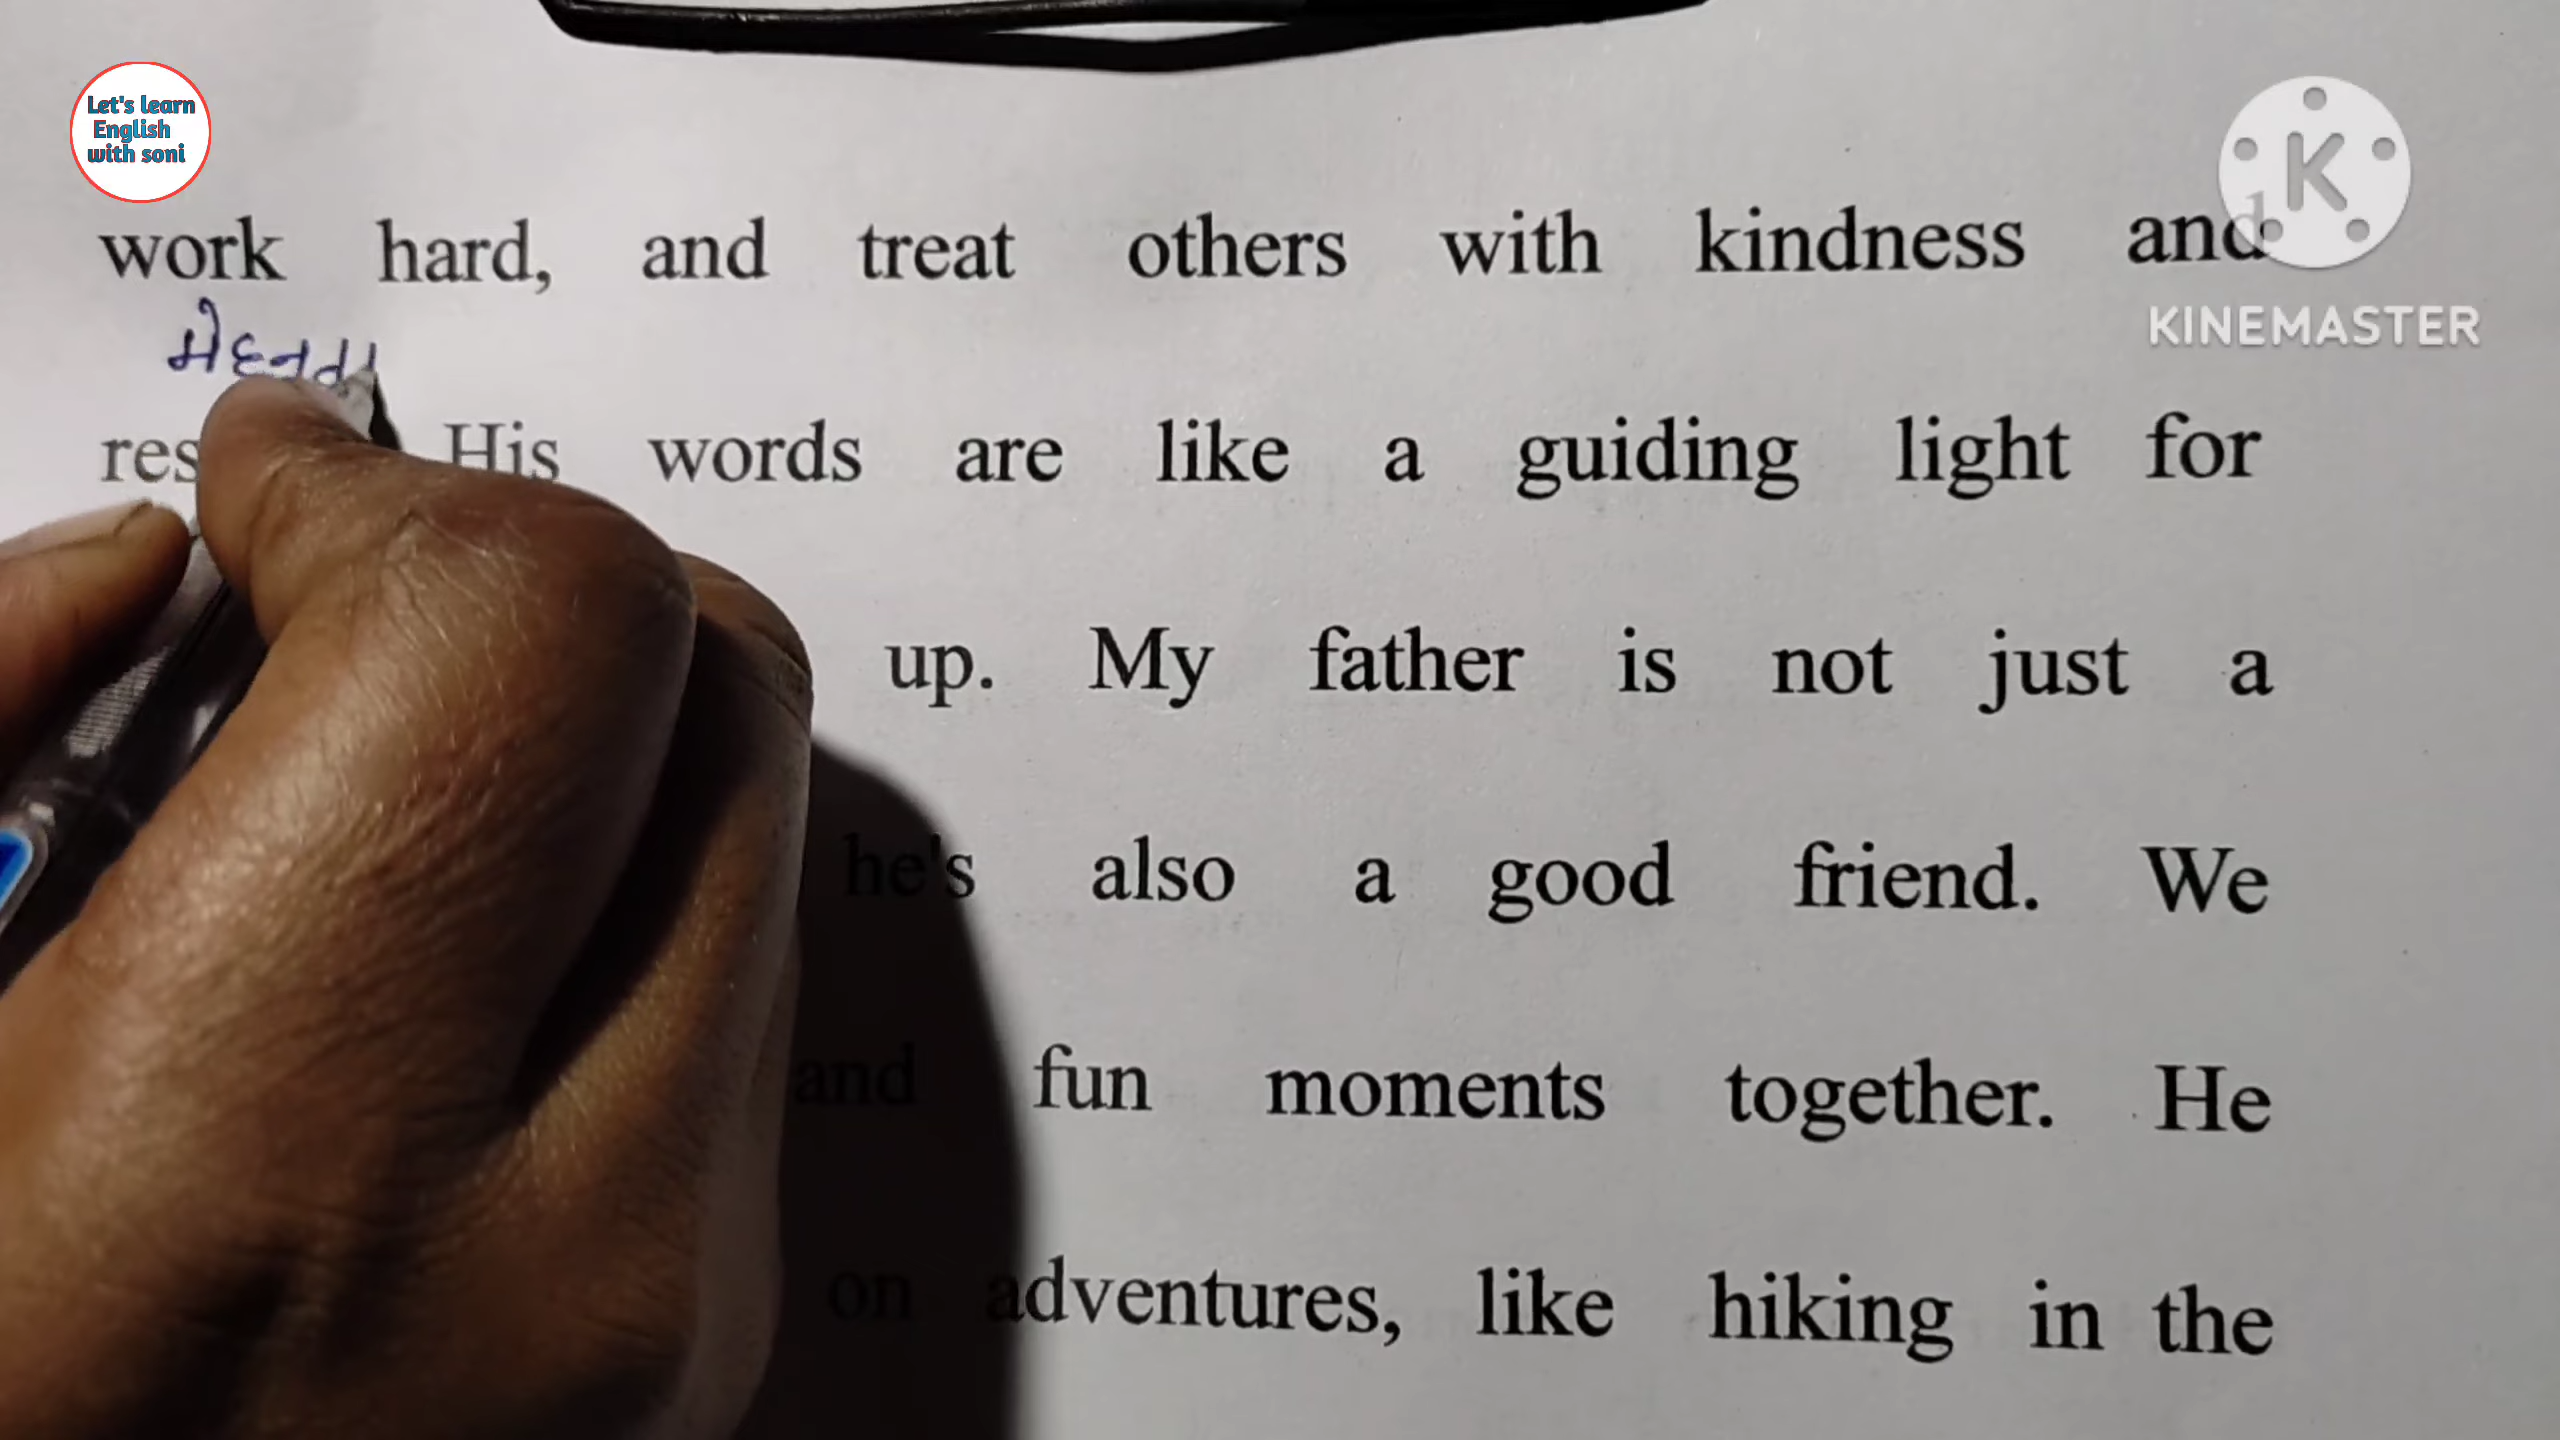 Let's learn
English
with soni
KINEMASTER
work hard, and treat others with kindness and
મેહનત
His words are like a guiding light for
up. My father is not just a
he's also a good friend. We
and fun moments together. He
on adventures, like hiking in the